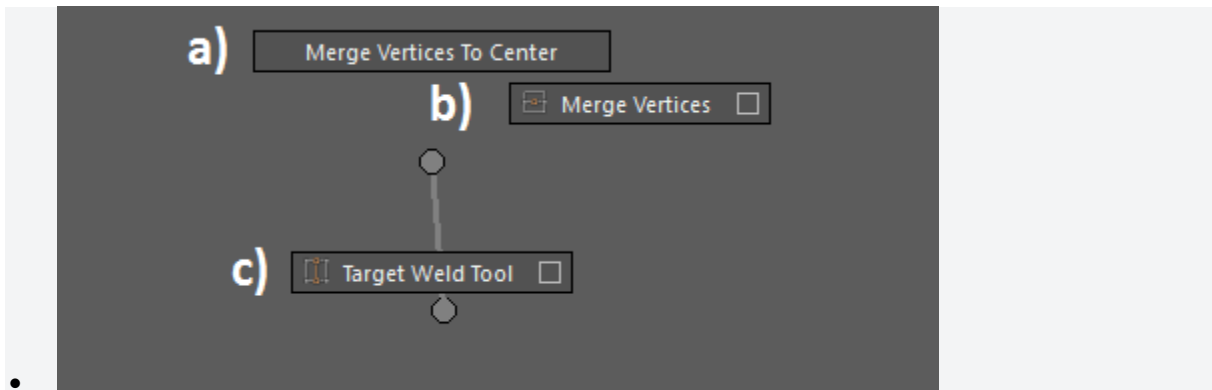 a) Merge Vertices To Center
b) Merge Vertices
c) Target Weld Tool